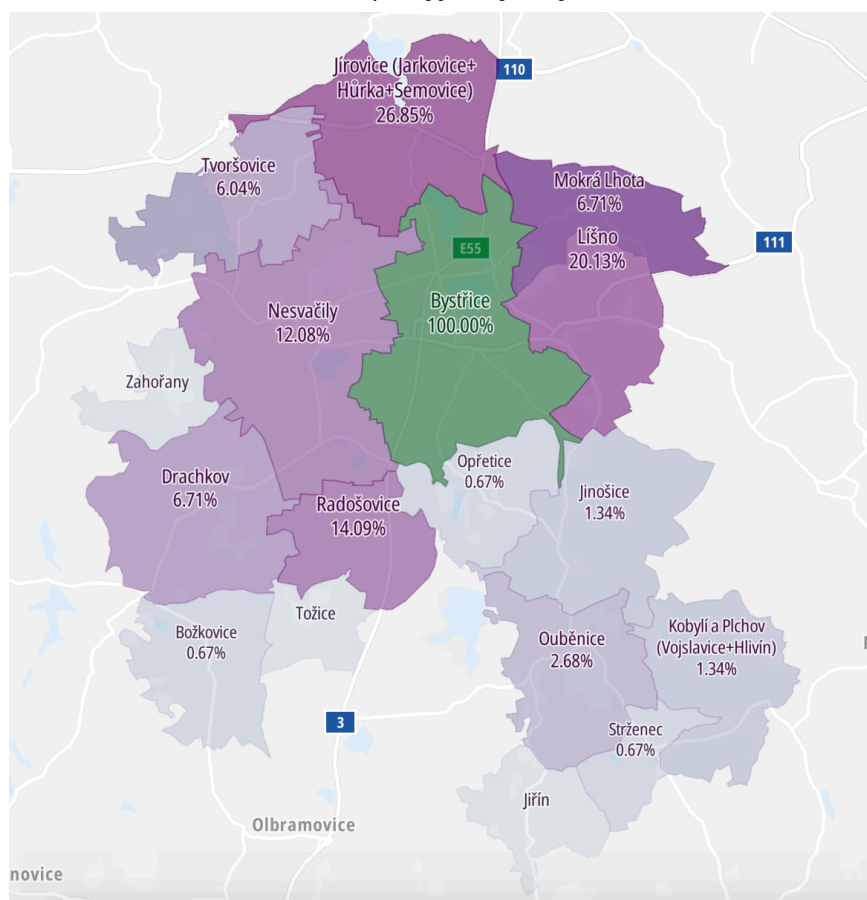 Jírovice (Jarkovice+
Hůrka+Semovice)
26.85%
110
Tvoršovice
6.04%
Mokrá Lhota
6.71%
Líšno
20.13%
111
E55
Bystřice
100.00%
Nesvačily
12.08%
Zahořany
Drachkov
6.71%
Radošovice
14.09%
Opřetice
0.67%
Jinošice
1.34%
Božkovice
0.67%
Tožice
Ouběnice
2.68%
Kobylí a Plchov
(Vojslavice+Hlivín)
1.34%
3
Strženec
0.67%
Jiřín
Olbramovice
novice